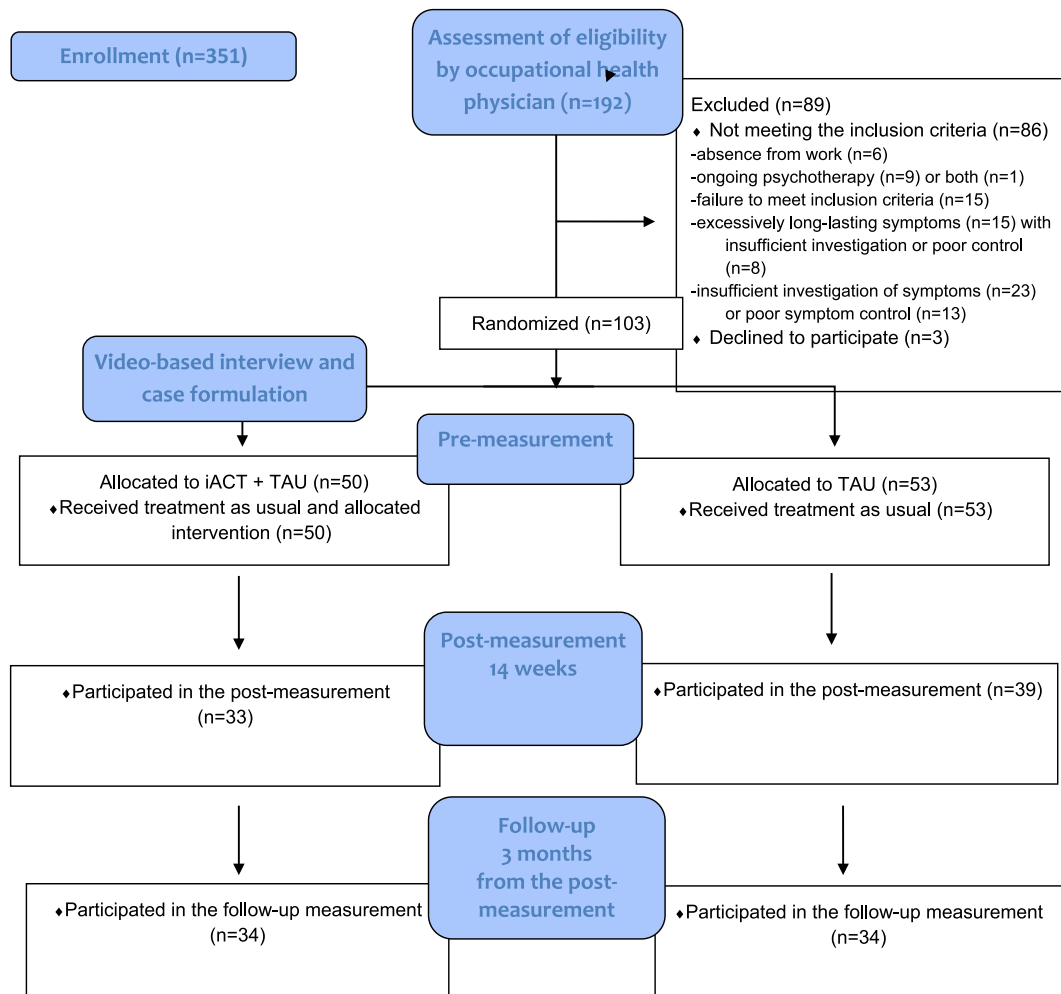 Enrollment (n=351)
Assessment of eligibility
by occupational health
physician (n=192)
Excluded (n=89)
♦ Not meeting the inclusion criteria (n=86)
-absence from work (n=6)
-ongoing psychotherapy (n=9) or both (n=1)
-failure to meet inclusion criteria (n=15)
-excessively long-lasting symptoms (n=15) with
insufficient investigation or poor control
(n=8)
-insufficient investigation of symptoms (n=23)
or poor symptom control (n=13)
♦ Declined to participate (n=3)
Randomized (n=103)
Video-based interview and
case formulation
Pre-measurement
Allocated to iACT + TAU (n=50)
♦Received treatment as usual and allocated
intervention (n=50)
Allocated to TAU (n=53)
♦Received treatment as usual (n=53)
Post-measurement
14 weeks
♦Participated in the post-measurement
(n=33)
♦Participated in the post-measurement (n=39)
Follow-up
3 months
from the post-
measurement
♦Participated in the follow-up measurement
(n=34)
♦Participated in the follow-up measurement
(n=34)